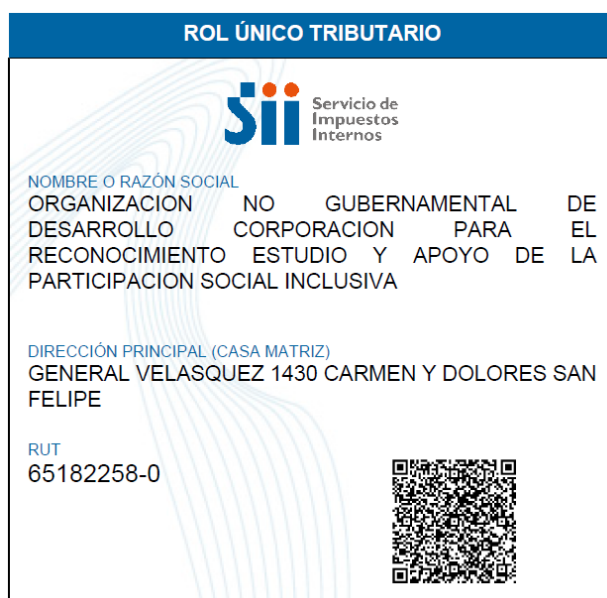 ROL ÚNICO TRIBUTARIO
Sii
Servicio de
Impuestos
Internos
NOMBRE O RAZÓN SOCIAL
ORGANIZACION NO GUBERNAMENTAL DE
DESARROLLO CORPORACION PARA EL
RECONOCIMIENTO ESTUDIO Y APOYO DE LA
PARTICIPACION SOCIAL INCLUSIVA
DIRECCIÓN PRINCIPAL (CASA MATRIZ)
GENERAL VELASQUEZ 1430 CARMEN Y DOLORES SAN
FELIPE
RUT
65182258-0